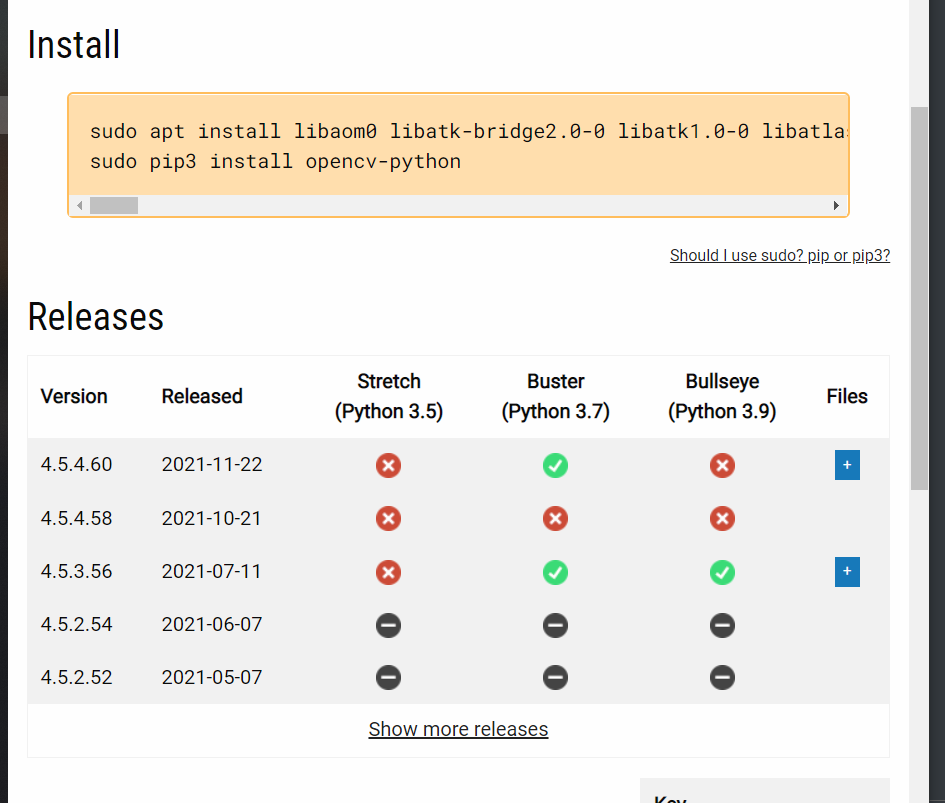 Install
sudo apt install libaom0 libatk-bridge2.0-0 libatk1.0-0 libatlas
sudo pip3 install opencv-python
Should I use sudo? pip or pip3?
Releases
Version Released Stretch (Python 3.5) Buster (Python 3.7) Bullseye (Python 3.9) Files
4.5.4.60 2021-11-22 +
4.5.4.58 2021-10-21
4.5.3.56 2021-07-11 +
4.5.2.54 2021-06-07
4.5.2.52 2021-05-07
Show more releases
Key